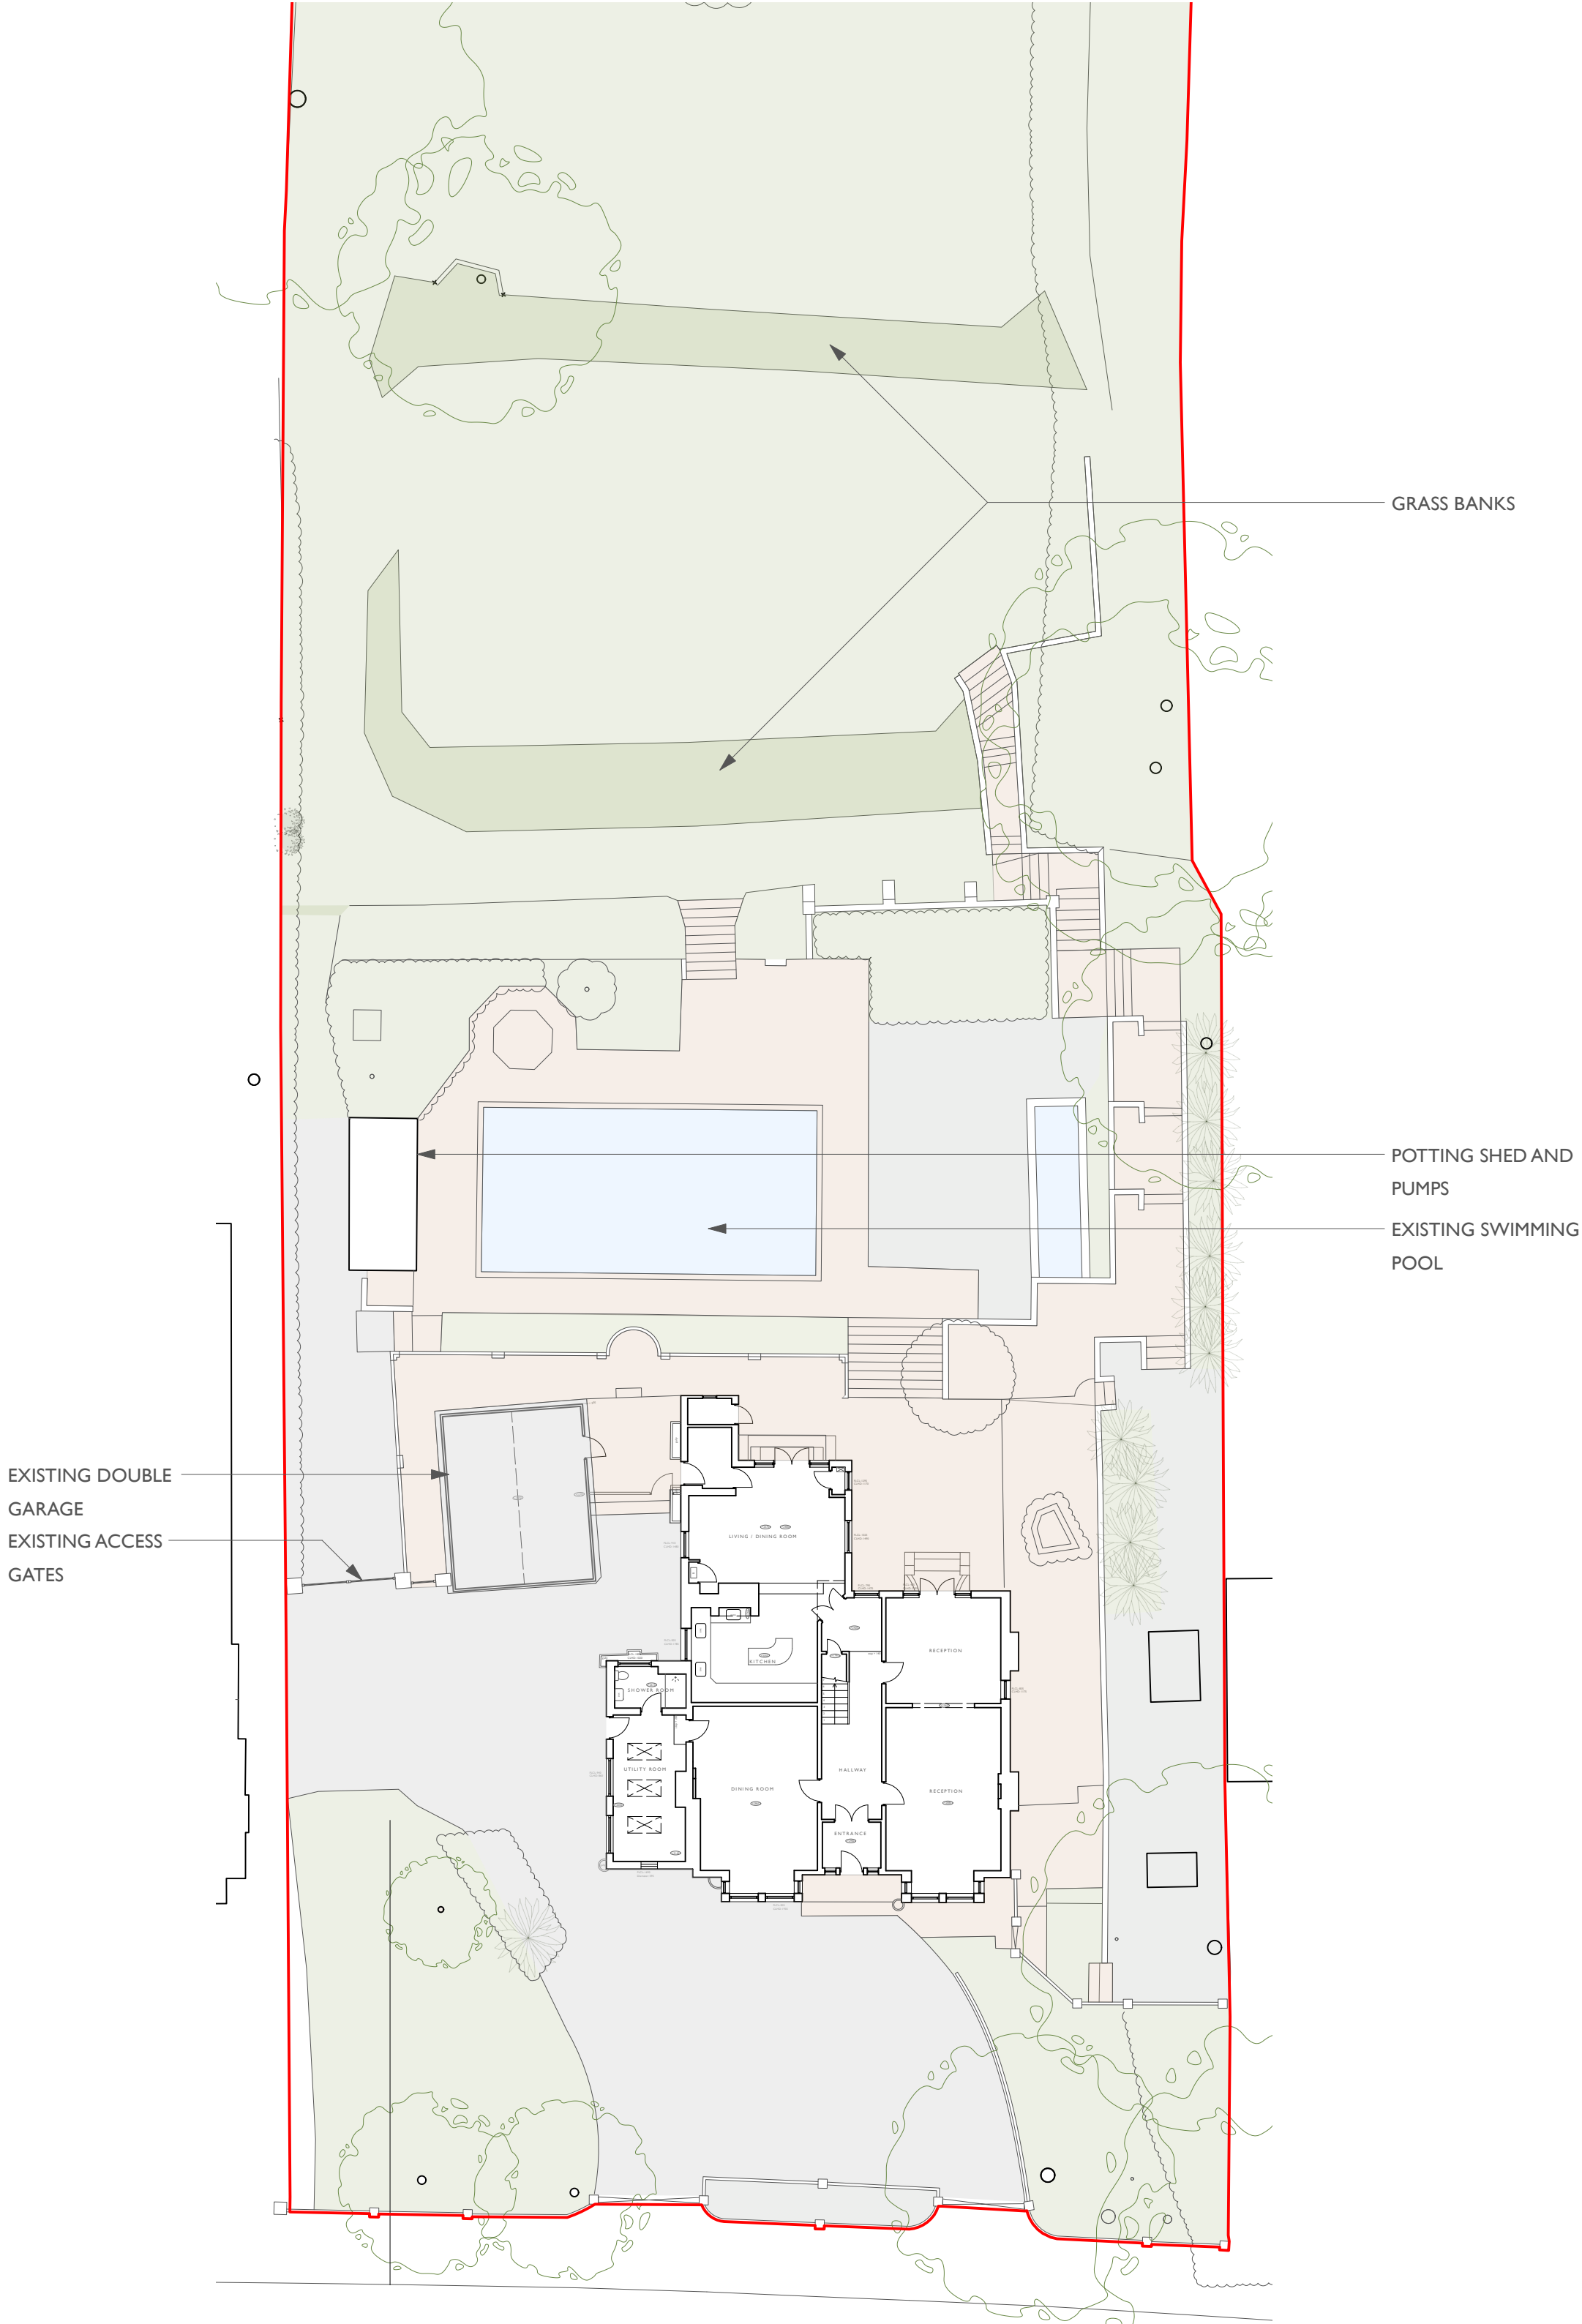 GRASS BANKS
POTTING SHED AND
PUMPS
EXISTING SWIMMING
POOL
EXISTING DOUBLE
GARAGE
EXISTING ACCESS
GATES
LIVING / DINING ROOM
KITCHEN
RECEPTION
SHOWER ROOM
UTILITY ROOM
DINING ROOM
HALLWAY
RECEPTION
ENTRANCE